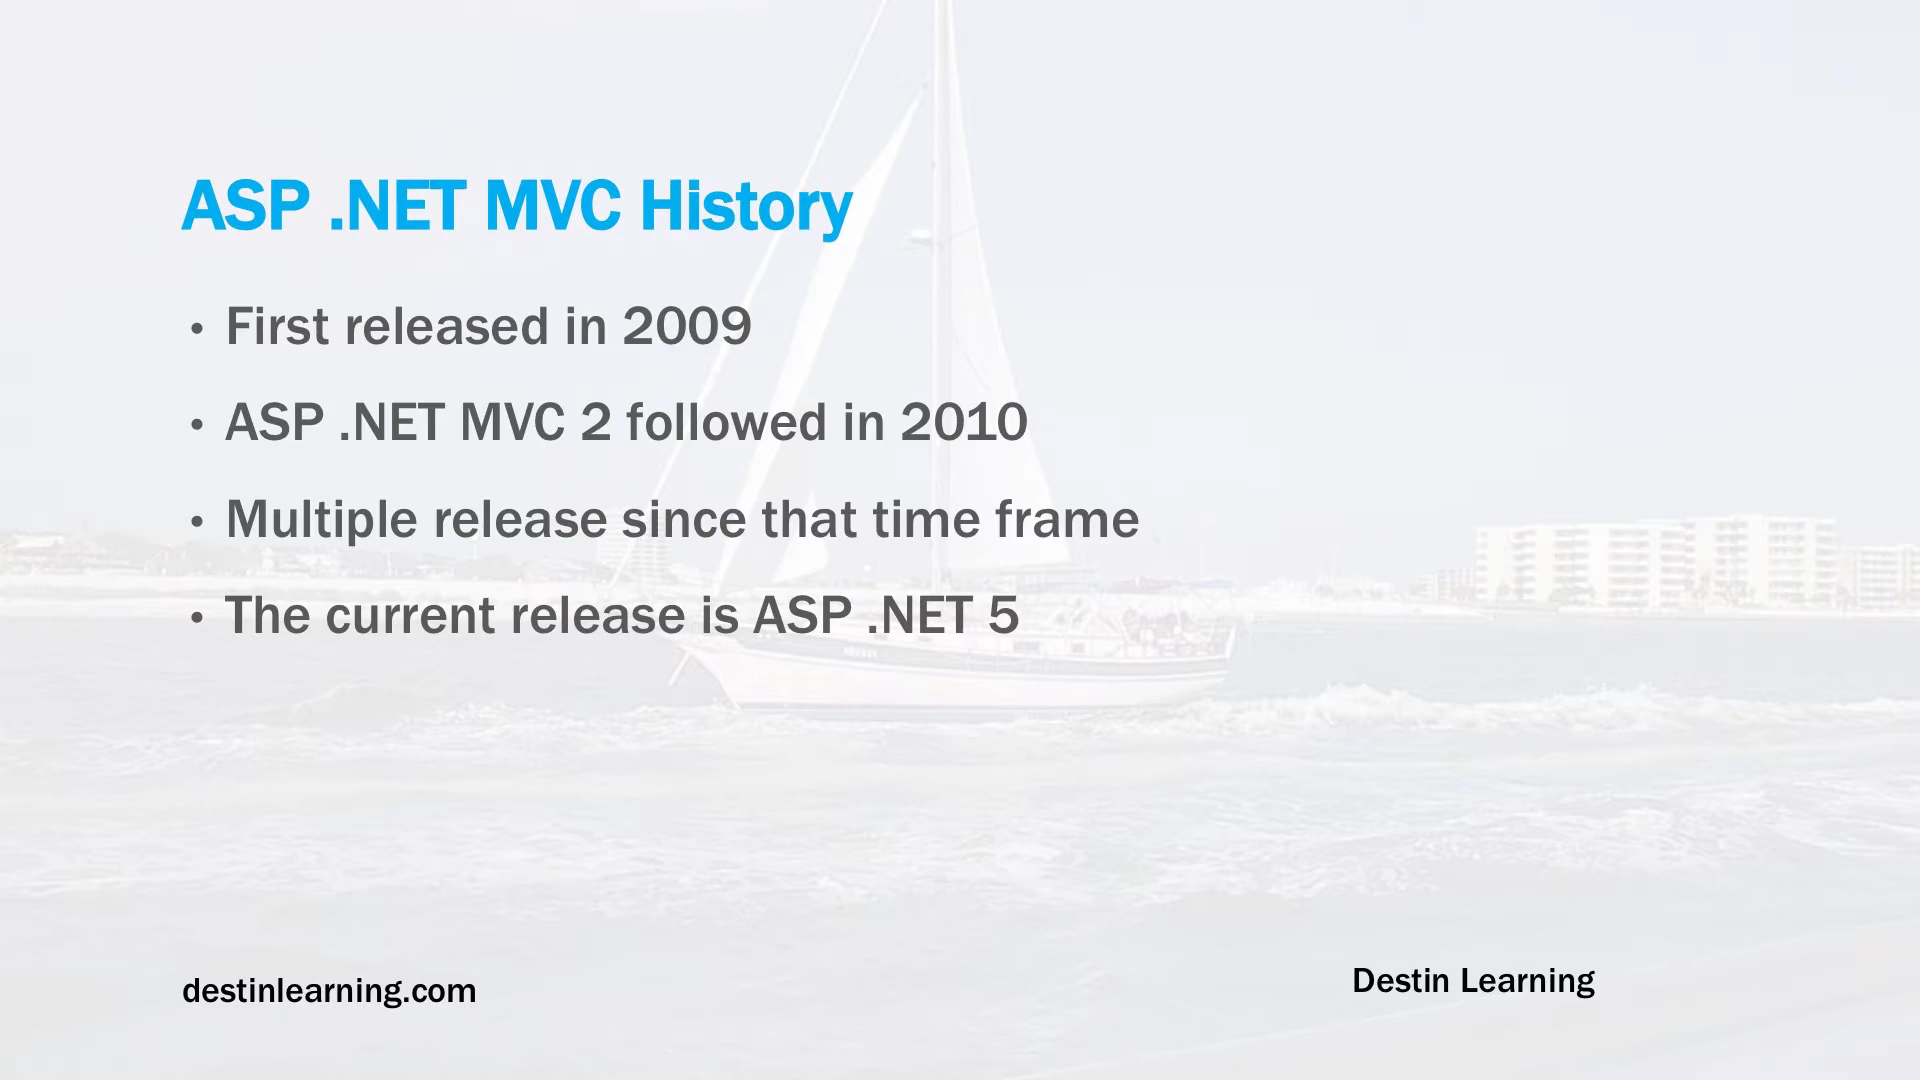 ASP .NET MVC History
• First released in 2009
• ASP .NET MVC 2 followed in 2010
• Multiple release since that time frame
• The current release is ASP .NET 5
destinlearning.com
Destin Learning